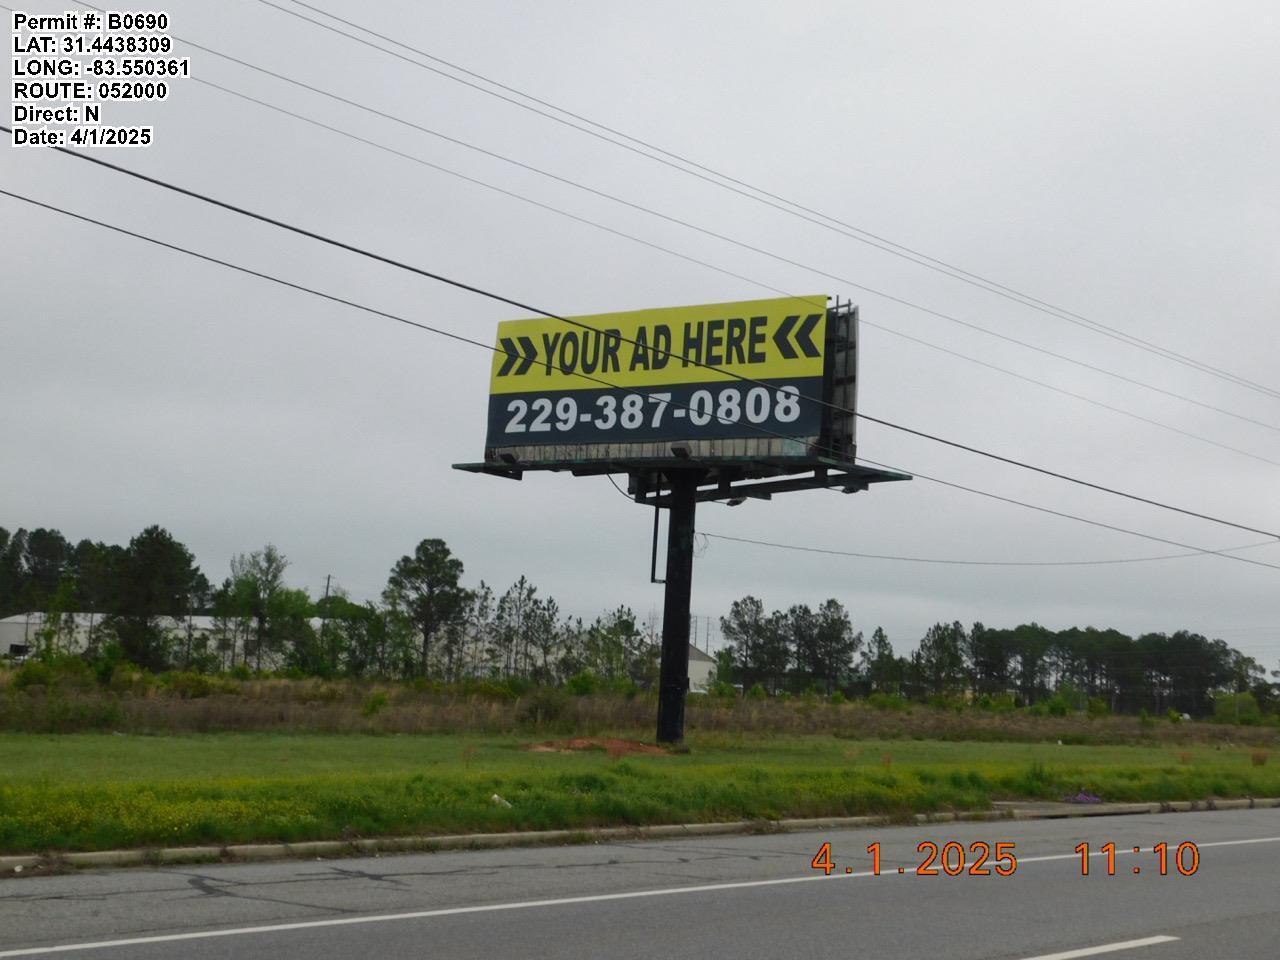 Permit #: B0690
LAT: 31.4438309
LONG: -83.550361
ROUTE: 052000
Direct: N
Date: 4/1/2025
YOUR AD HERE
229-387-0808
4. 1. 2025 11:10